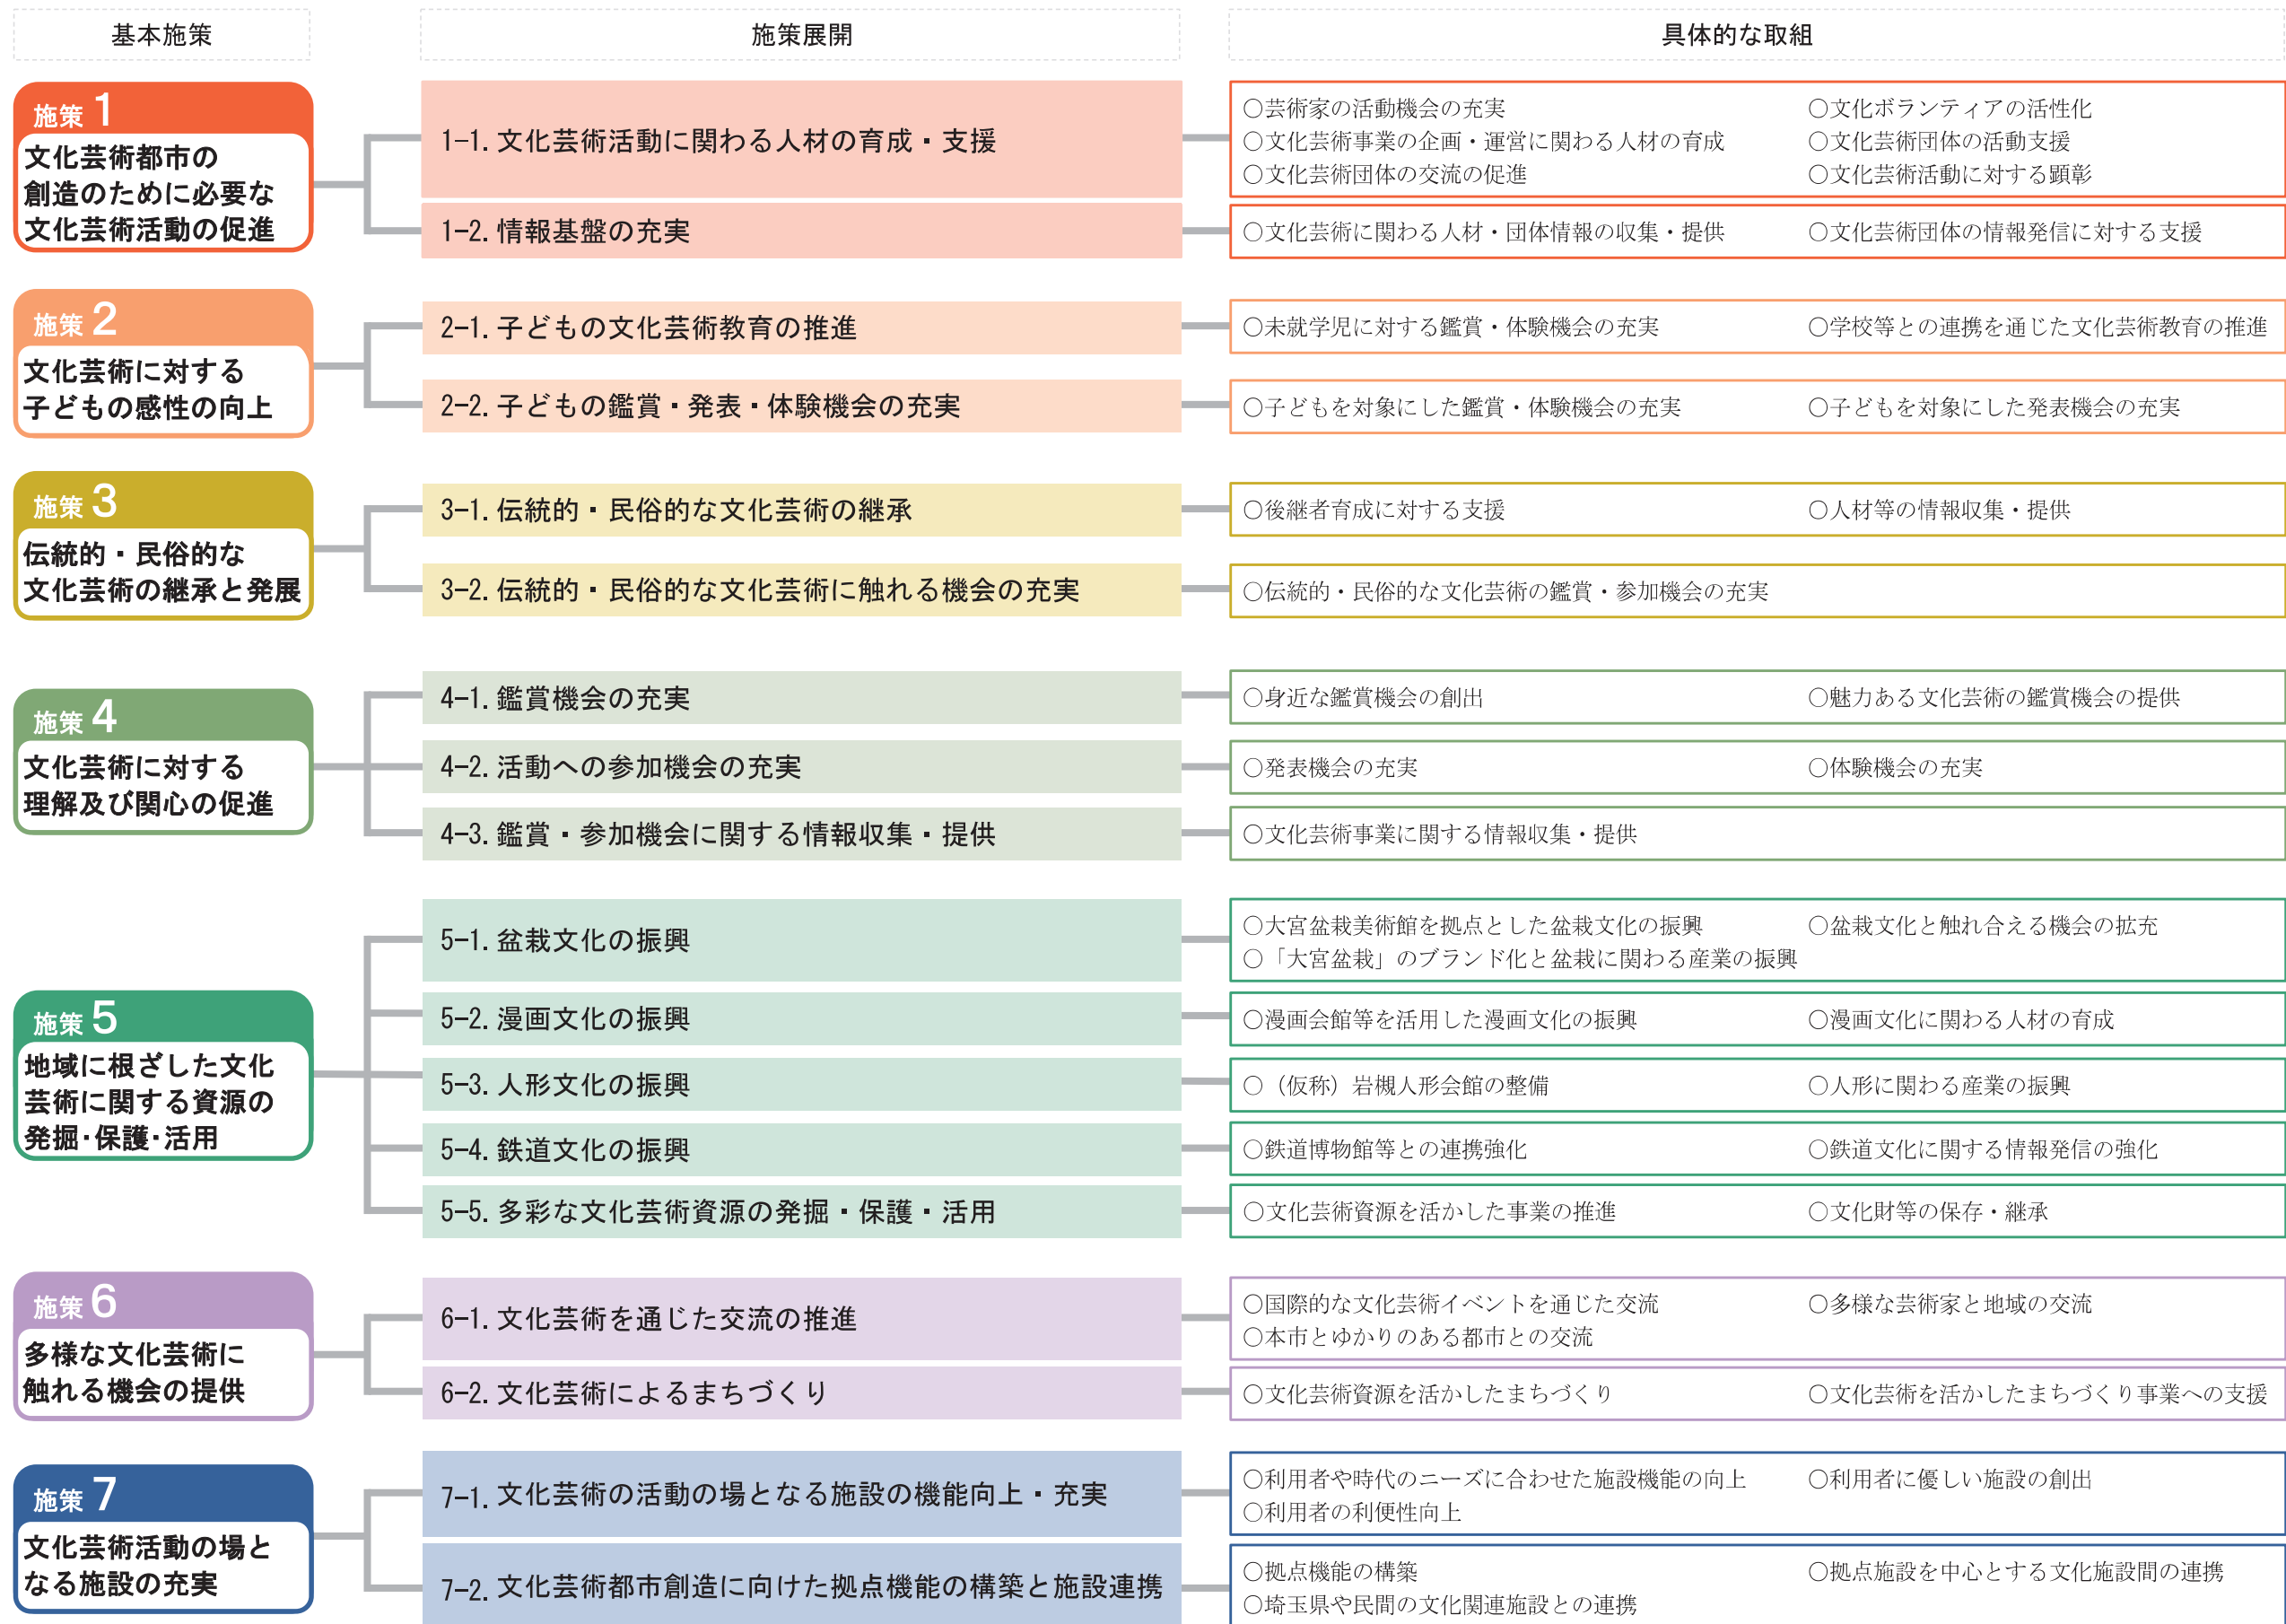 基本施策
施策展開
具体的な取組
施策 1
文化芸術都市の
創造のために必要な
文化芸術活動の促進
1-1. 文化芸術活動に関わる人材の育成・支援
○芸術家の活動機会の充実
○文化ボランティアの活性化
○文化芸術事業の企画・運営に関わる人材の育成
○文化芸術団体の活動支援
○文化芸術団体の交流の促進
○文化芸術活動に対する顕彰
1-2. 情報基盤の充実
○文化芸術に関わる人材・団体情報の収集・提供
○文化芸術団体の情報発信に対する支援
施策 2
文化芸術に対する
子どもの感性の向上
2-1. 子どもの文化芸術教育の推進
○未就学児に対する鑑賞・体験機会の充実
○学校等との連携を通じた文化芸術教育の推進
2-2. 子どもの鑑賞・発表・体験機会の充実
○子どもを対象にした鑑賞・体験機会の充実
○子どもを対象にした発表機会の充実
施策 3
伝統的・民俗的な
文化芸術の継承と発展
3-1. 伝統的・民俗的な文化芸術の継承
○後継者育成に対する支援
○人材等の情報収集・提供
3-2. 伝統的・民俗的な文化芸術に触れる機会の充実
○伝統的・民俗的な文化芸術の鑑賞・参加機会の充実
施策 4
文化芸術に対する
理解及び関心の促進
4-1. 鑑賞機会の充実
○身近な鑑賞機会の創出
○魅力ある文化芸術の鑑賞機会の提供
4-2. 活動への参加機会の充実
○発表機会の充実
○体験機会の充実
4-3. 鑑賞・参加機会に関する情報収集・提供
○文化芸術事業に関する情報収集・提供
施策 5
地域に根ざした文化
芸術に関する資源の
発掘・保護・活用
5-1. 盆栽文化の振興
○大宮盆栽美術館を拠点とした盆栽文化の振興
○盆栽文化と触れ合える機会の拡充
○「大宮盆栽」のブランド化と盆栽に関わる産業の振興
5-2. 漫画文化の振興
○漫画会館等を活用した漫画文化の振興
○漫画文化に関わる人材の育成
5-3. 人形文化の振興
○（仮称）岩槻人形会館の整備
○人形に関わる産業の振興
5-4. 鉄道文化の振興
○鉄道博物館等との連携強化
○鉄道文化に関する情報発信の強化
5-5. 多彩な文化芸術資源の発掘・保護・活用
○文化芸術資源を活かした事業の推進
○文化財等の保存・継承
施策 6
多様な文化芸術に
触れる機会の提供
6-1. 文化芸術を通じた交流の推進
○国際的な文化芸術イベントを通じた交流
○多様な芸術家と地域の交流
○本市とゆかりのある都市との交流
6-2. 文化芸術によるまちづくり
○文化芸術資源を活かしたまちづくり
○文化芸術を活かしたまちづくり事業への支援
施策 7
文化芸術活動の場と
なる施設の充実
7-1. 文化芸術の活動の場となる施設の機能向上・充実
○利用者や時代のニーズに合わせた施設機能の向上
○利用者に優しい施設の創出
○利用者の利便性向上
7-2. 文化芸術都市創造に向けた拠点機能の構築と施設連携
○拠点機能の構築
○拠点施設を中心とする文化施設間の連携
○埼玉県や民間の文化関連施設との連携